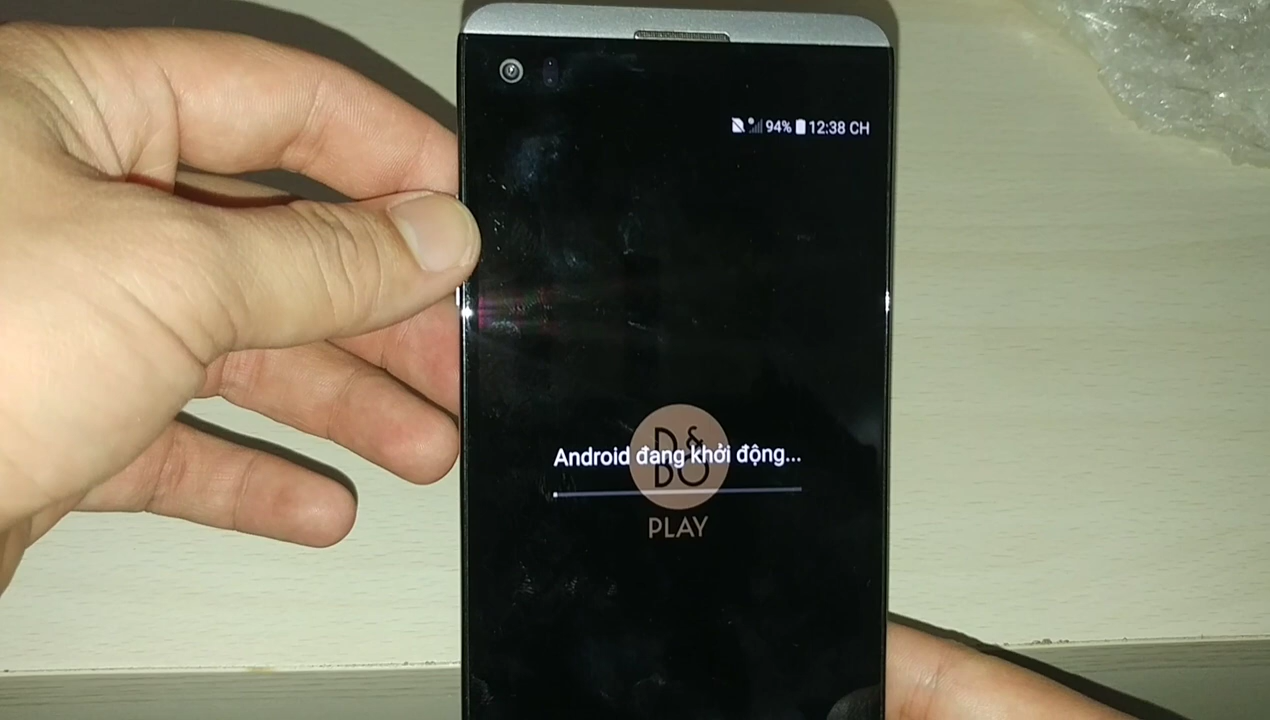 94% 12:38 CH
B&
Android đang khởi động...
O
PLAY